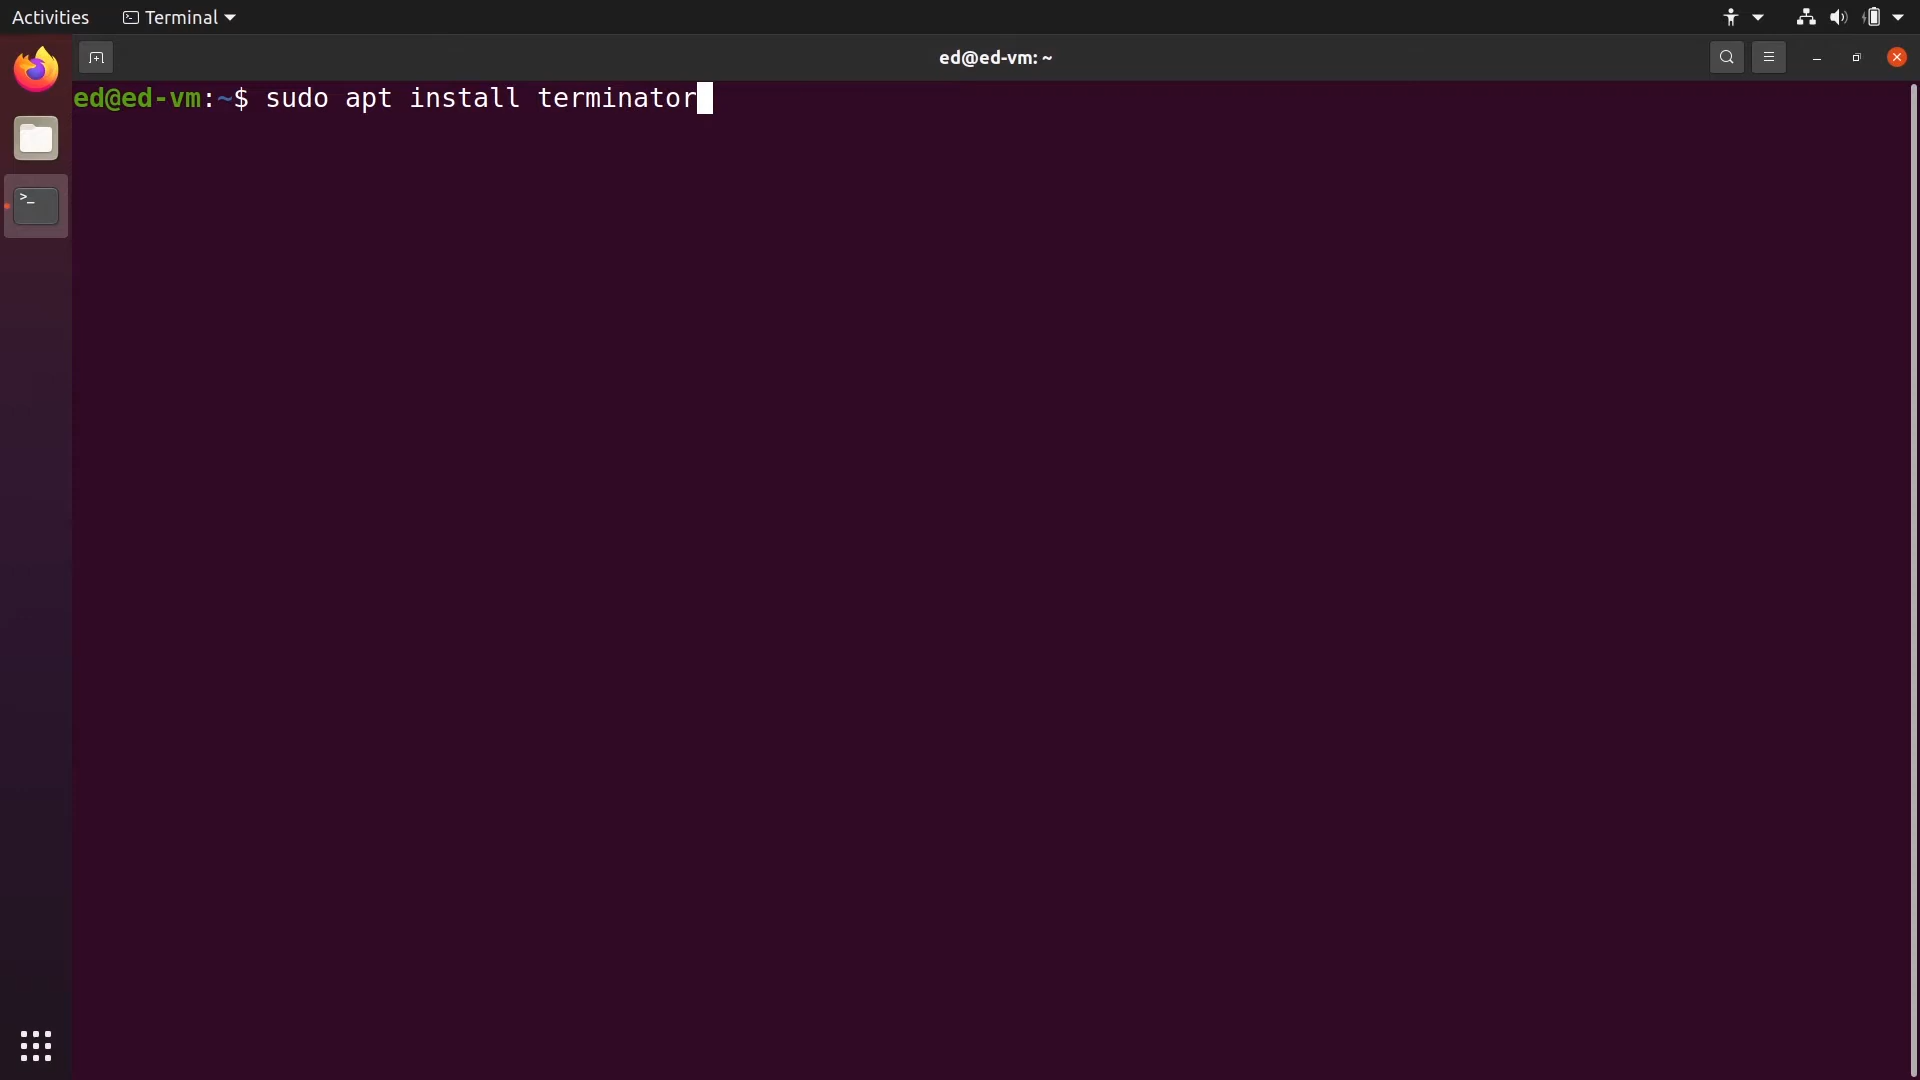 Activities Terminal
ed@ed-vm: ~
ed@ed-vm:~$ sudo apt install terminator
>_